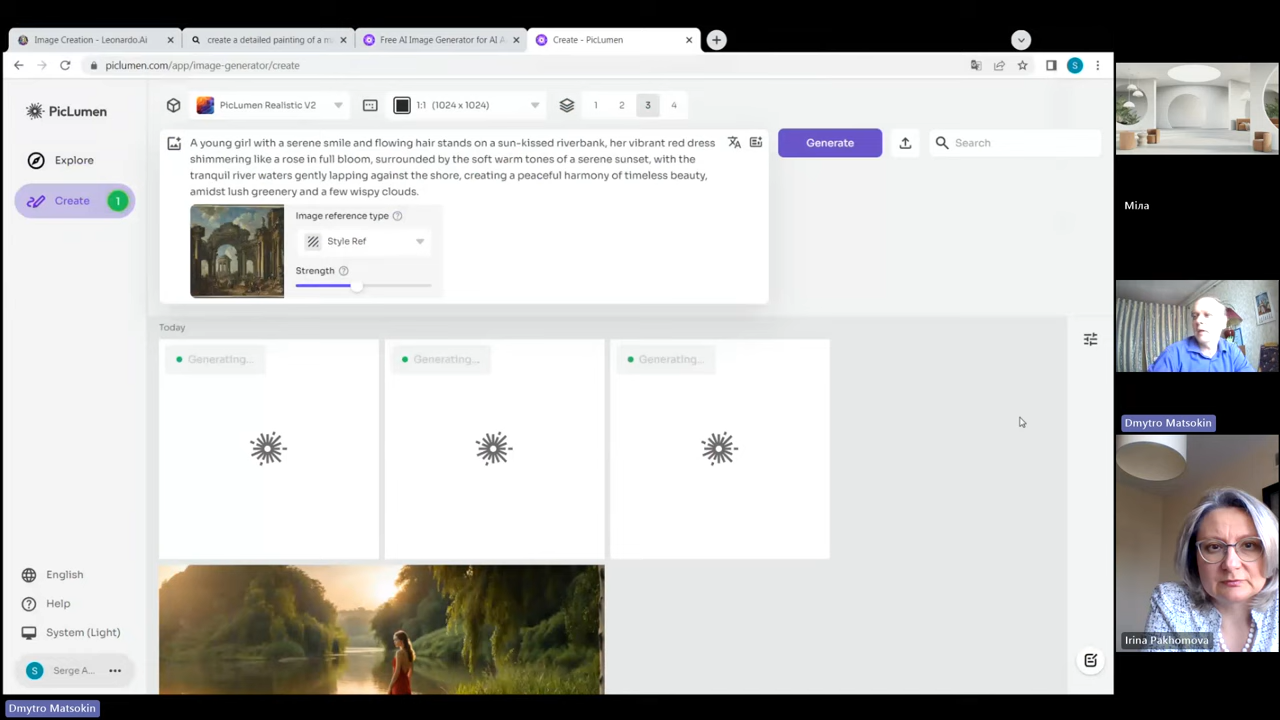 Image Creation - Leonardo.Ai
create a detailed painting of a m
Free AI Image Generator for AI A
Create - PicLumen
piclumen.com/app/image-generator/create
S
PicLumen
PicLumen Realistic V2
1:1 (1024 x 1024)
1 2 3 4
Explore
Create 1
A young girl with a serene smile and flowing hair stands on a sun-kissed riverbank, her vibrant red dress
shimmering like a rose in full bloom, surrounded by the soft warm tones of a serene sunset, with the
tranquil river waters gently lapping against the shore, creating a peaceful harmony of timeless beauty,
amidst lush greenery and a few wispy clouds.
Generate
Search
Image reference type
Style Ref
Strength
Today
Generating...
Generating...
Generating...
English
Help
System (Light)
S Serge A...
Міла
Dmytro Matsokin
Irina Pakhomova
Dmytro Matsokin